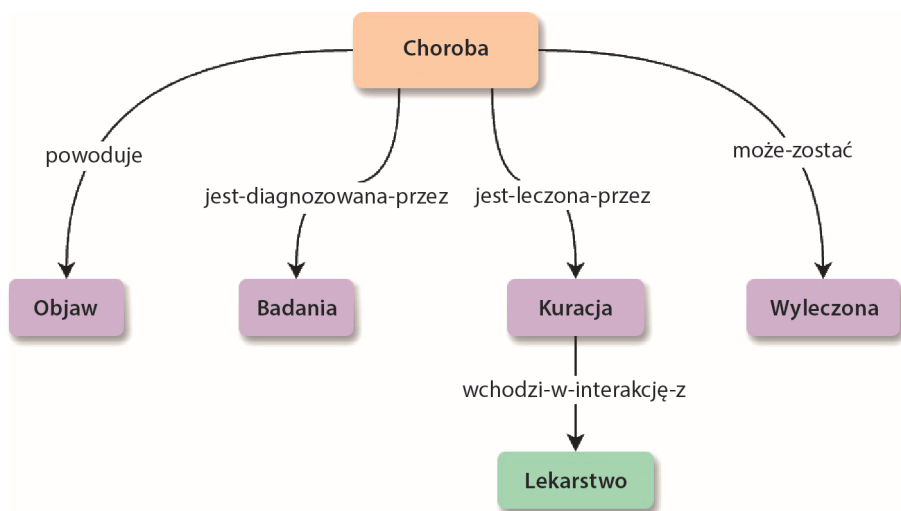 Choroba
powoduje
może-zostać
jest-diagnozowana-przez
jest-leczona-przez
Objaw
Badania
Kuracja
Wyleczona
wchodzi-w-interakcję-z
Lekarstwo